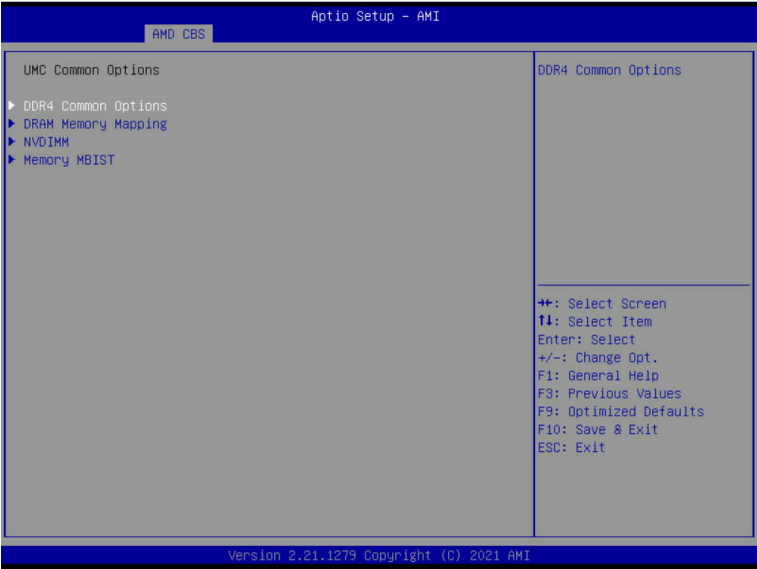 Aptio Setup – AMI
AMD CBS
UMC Common Options
DDR4 Common Options
DRAM Memory Mapping
NVDIMM
Memory MBIST
DDR4 Common Options
→←: Select Screen
↑↓: Select Item
Enter: Select
+/-: Change Opt.
F1: General Help
F3: Previous Values
F9: Optimized Defaults
F10: Save & Exit
ESC: Exit
Version 2.21.1279 Copyright (C) 2021 AMI